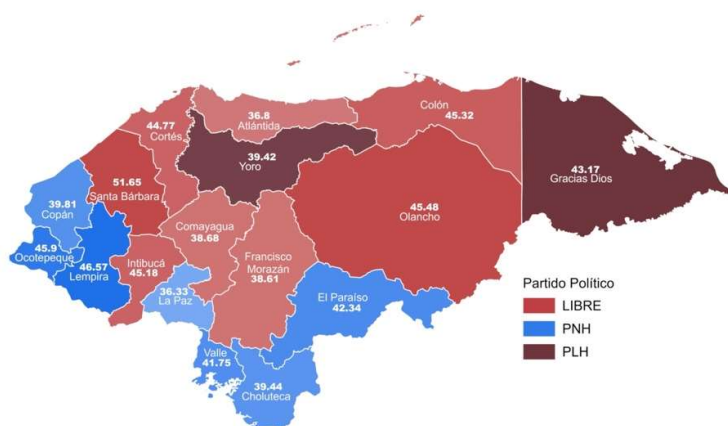 36.8
Atlántida
Colón
45.32
44.77
Cortés
39.42
Yoro
43.17
Gracias Dios
51.65
Santa Bárbara
39.81
Copán
45.48
Olancho
Comayagua
38.68
45.9
Ocotepeque
46.57
Lempira
Intibucá
45.18
Francisco
Morazán
38.61
36.33
La Paz
El Paraíso
42.34
Valle
41.75
39.44
Choluteca
Partido Político
LIBRE
PNH
PLH